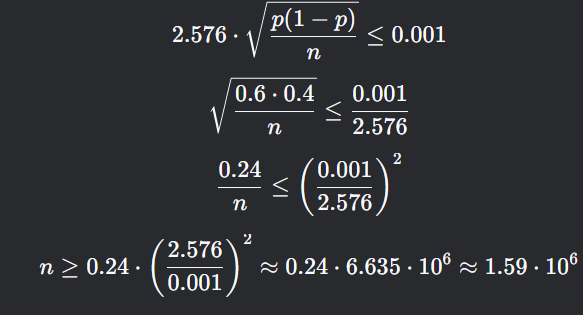 2.576 · √(p(1 − p)/n) ≤ 0.001
√(0.6 · 0.4/n) ≤ 0.001/2.576
0.24/n ≤ (0.001/2.576)²
n ≥ 0.24 · (2.576/0.001)² ≈ 0.24 · 6.635 · 10⁶ ≈ 1.59 · 10⁶